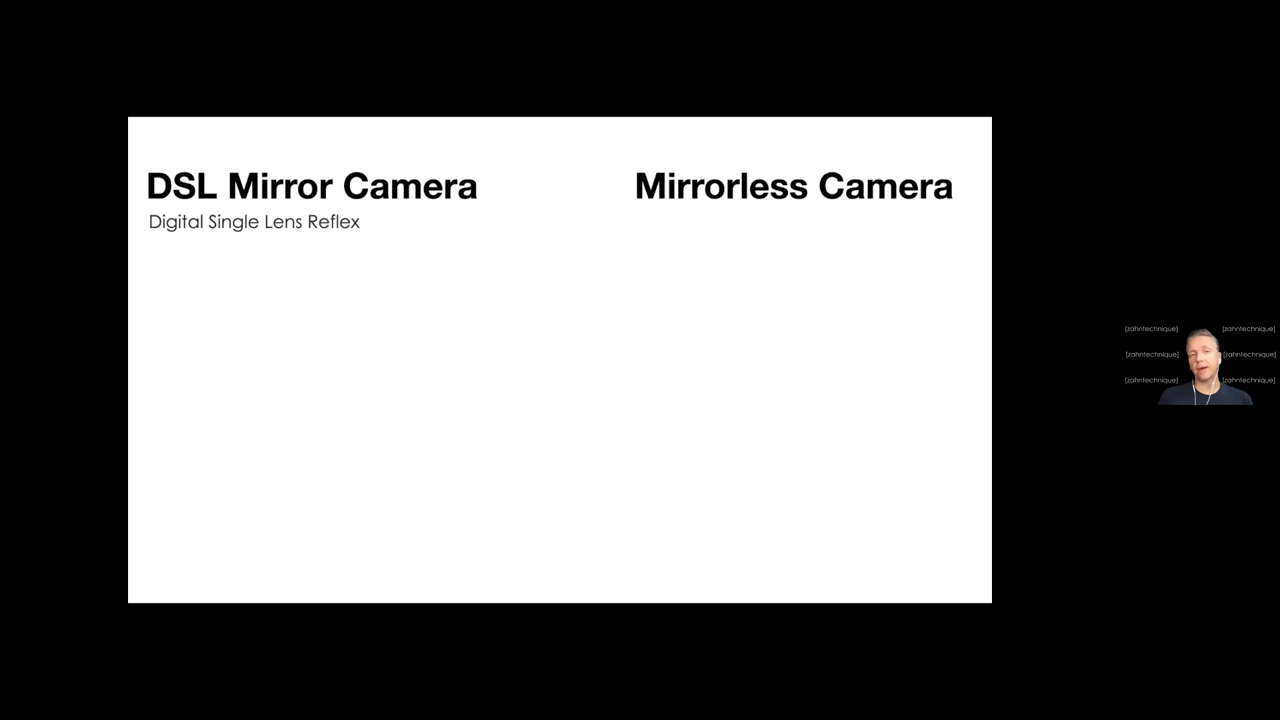 DSL Mirror Camera
Digital Single Lens Reflex
Mirrorless Camera
[zahntechnique] [zahntechnique]
[zahntechnique] [zahntechnique]
[zahntechnique] [zahntechnique]